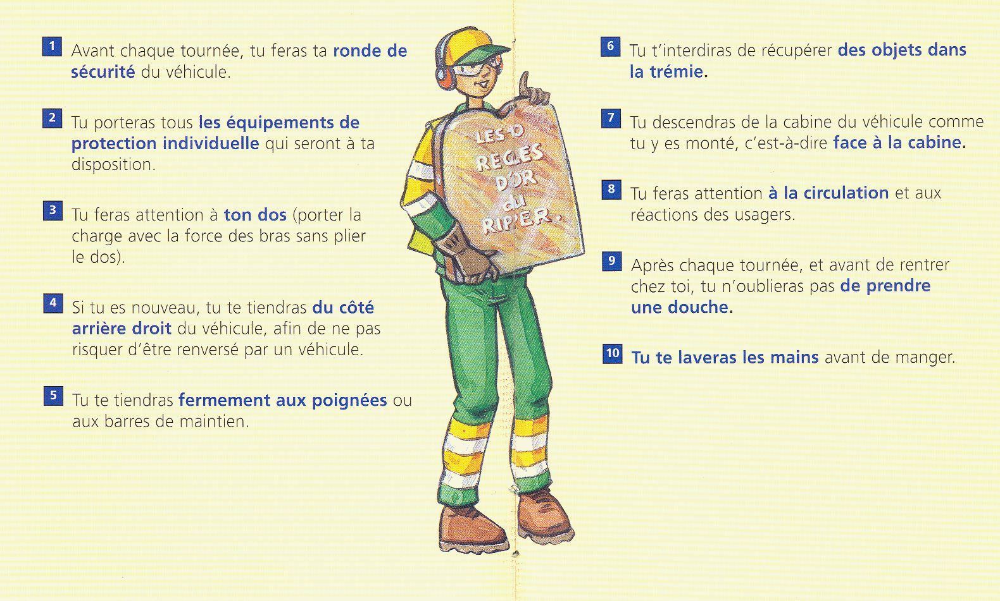 1 Avant chaque tournée, tu feras ta ronde de
sécurité du véhicule.
2 Tu porteras tous les équipements de
protection individuelle qui seront à ta
disposition.
3 Tu feras attention à ton dos (porter la
charge avec la force des bras sans plier
le dos).
4 Si tu es nouveau, tu te tiendras du côté
arrière droit du véhicule, afin de ne pas
risquer d'être renversé par un véhicule.
5 Tu te tiendras fermement aux poignées ou
aux barres de maintien.
LES 10
REGLES
D'OR
du
RIP'ER.
6 Tu t'interdiras de récupérer des objets dans
la trémie.
7 Tu descendras de la cabine du véhicule comme
tu y es monté, c'est-à-dire face à la cabine.
8 Tu feras attention à la circulation et aux
réactions des usagers.
9 Après chaque tournée, et avant de rentrer
chez toi, tu n'oublieras pas de prendre
une douche.
10 Tu te laveras les mains avant de manger.